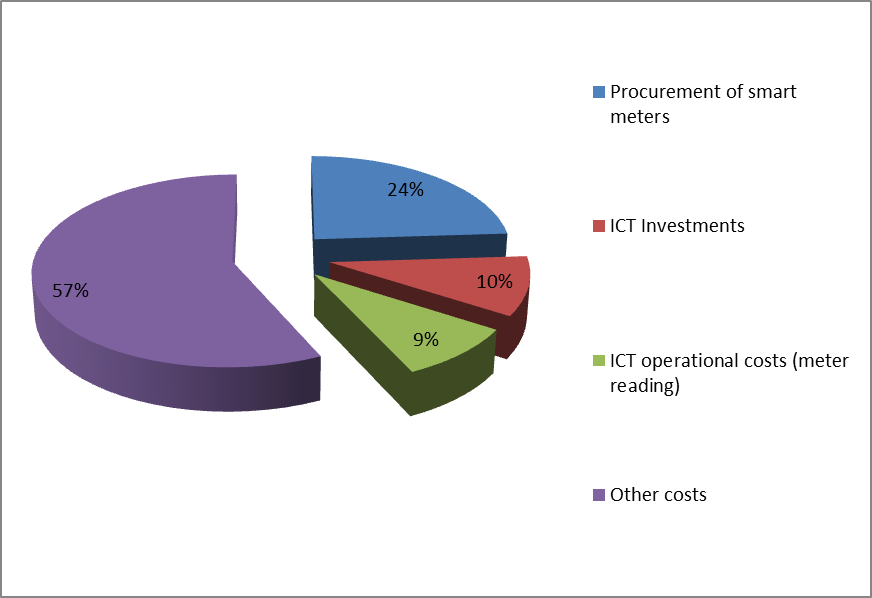 24%
10%
9%
57%
Procurement of smart
meters
ICT Investments
ICT operational costs (meter
reading)
Other costs